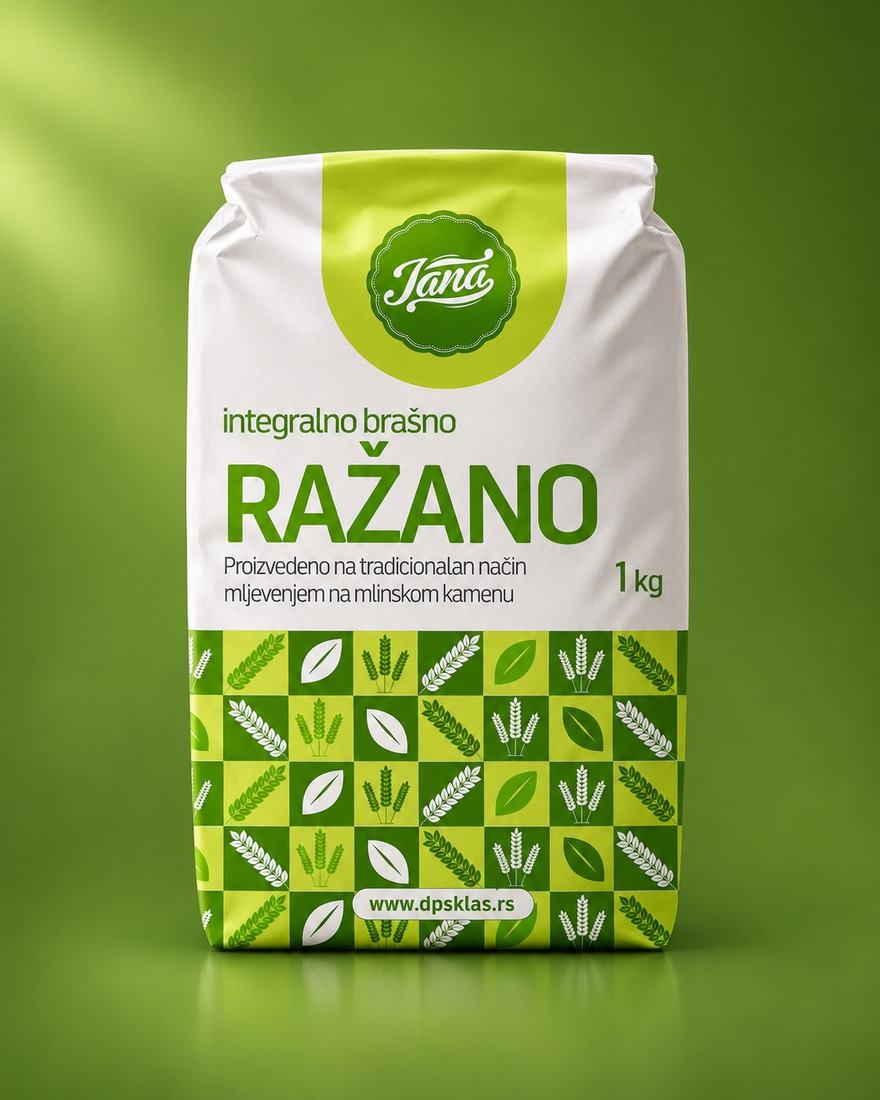 Jana
integralno brašno
RAŽANO
Proizvedeno na tradicionalan način
mljevenjem na mlinskom kamenu
1 kg
www.dpsklas.rs